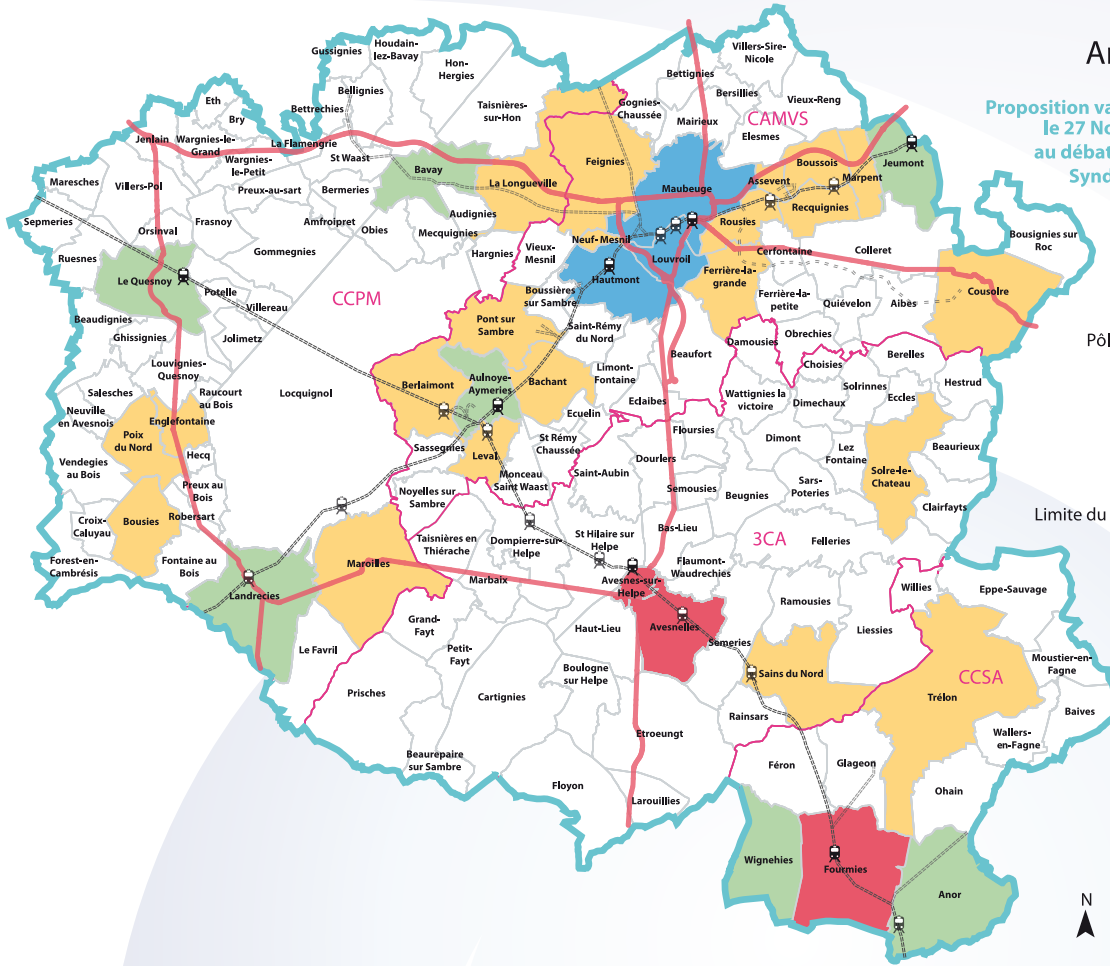 Ar
Proposition va
le 27 No
au débat
Synd
Pôl
Limite du
N
CAMVS
CCPM
3CA
CCSA
Gussignies
Houdain-
lez-Bavay
Hon-
Hergies
Bellignies
Bettrechies
Taisnières-
sur-Hon
Eth
Bry
Jenlain
Wargnies-le-
Grand
La Flamengrie
Wargnies-
le-Petit
St Waast
Bavay
Maresches
Villers-Pol
Preux-au-sart
Bermeries
Sepmeries
Orsinval
Frasnoy
Amfroipret
Obies
Mecquignies
Audignies
La Longueville
Feignies
Gognies-
Chaussée
Bettignies
Mairieux
Bersillies
Villers-Sire-
Nicole
Vieux-Reng
Elesmes
Boussois
Jeumont
Marpent
Assevent
Recquignies
Maubeuge
Rousies
Ruesnes
Le Quesnoy
Gommegnies
Hargnies
Vieux-
Mesnil
Neuf-Mesnil
Louvroil
Hautmont
Cerfontaine
Colleret
Bousignies sur
Roc
Potelle
Villereau
Beaudignies
Ghissignies
Jolimetz
Boussières
sur Sambre
Ferrière-la-
grande
Ferrière-la-
petite
Quiévelon
Aibes
Cousolre
Pont sur
Sambre
Saint-Rémy
du Nord
Damousies
Obrechies
Louvignies-
Quesnoy
Salesches
Raucourt
au Bois
Locquignol
Berlaimont
Aulnoye-
Aymeries
Bachant
Limont-
Fontaine
Beaufort
Eclaibes
Wattignies la
victoire
Choisies
Berelles
Solrinnes
Eccles
Hestrud
Dimechaux
Neuville
en Avesnois
Englefontaine
Poix
du Nord
Hecq
Ecuelin
Sassegnies
Leval
St Rémy
Chaussée
Floursies
Dourlers
Dimont
Lez
Fontaine
Beaurieux
Vendegies
au Bois
Preux au
Bois
Monceau
Saint Waast
Saint-Aubin
Semousies
Beugnies
Sars-
Poteries
Solre-le-
Chateau
Clairfayts
Croix-
Caluyau
Bousies
Robersart
Noyelles sur
Sambre
Bas-Lieu
Felleries
Forest-en-
Cambrésis
Fontaine au
Bois
Taisnières en
Thiérache
Dompierre-sur-
Helpe
St Hilaire sur
Helpe
Flaumont-
Waudrechies
Maroilles
Landrecies
Marbaix
Avesnes-sur-
Helpe
Avesnelles
Ramousies
Willies
Eppe-Sauvage
Liessies
Le Favril
Grand-
Fayt
Petit-
Fayt
Haut-Lieu
Semeries
Moustier-en-
Fagne
Prisches
Cartignies
Boulogne
sur Helpe
Sains du Nord
Trélon
Baives
Rainsars
Wallers-
en-Fagne
Beaurepaire
sur Sambre
Etroeungt
Féron
Glageon
Ohain
Floyon
Larouillies
Wignehies
Fourmies
Anor